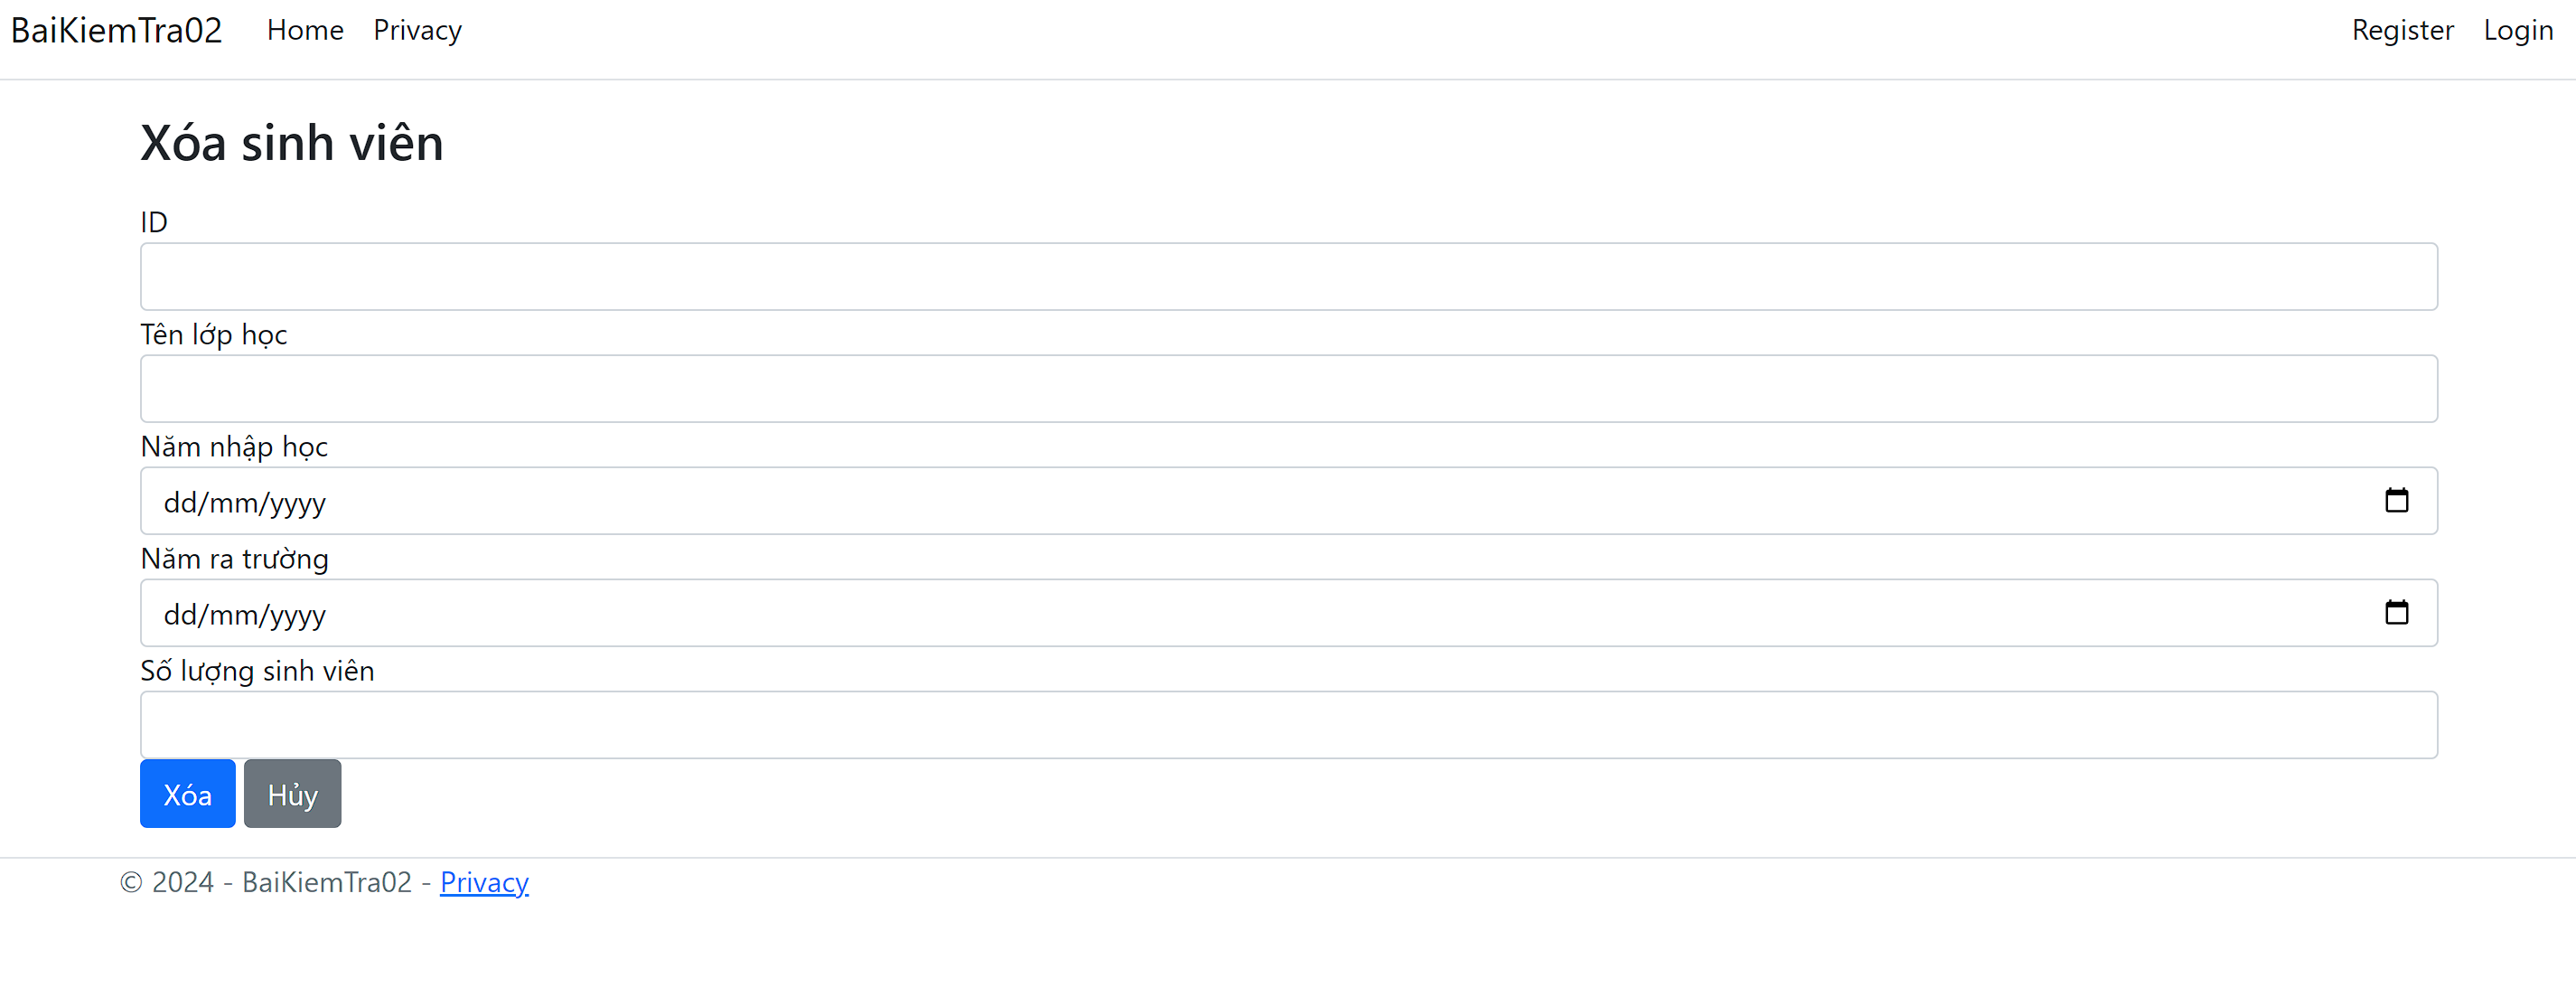 BaiKiemTra02 Home Privacy Register Login
Xóa sinh viên
ID
Tên lớp học
Năm nhập học
dd/mm/yyyy
Năm ra trường
dd/mm/yyyy
Số lượng sinh viên
Xóa Hủy
© 2024 - BaiKiemTra02 - Privacy